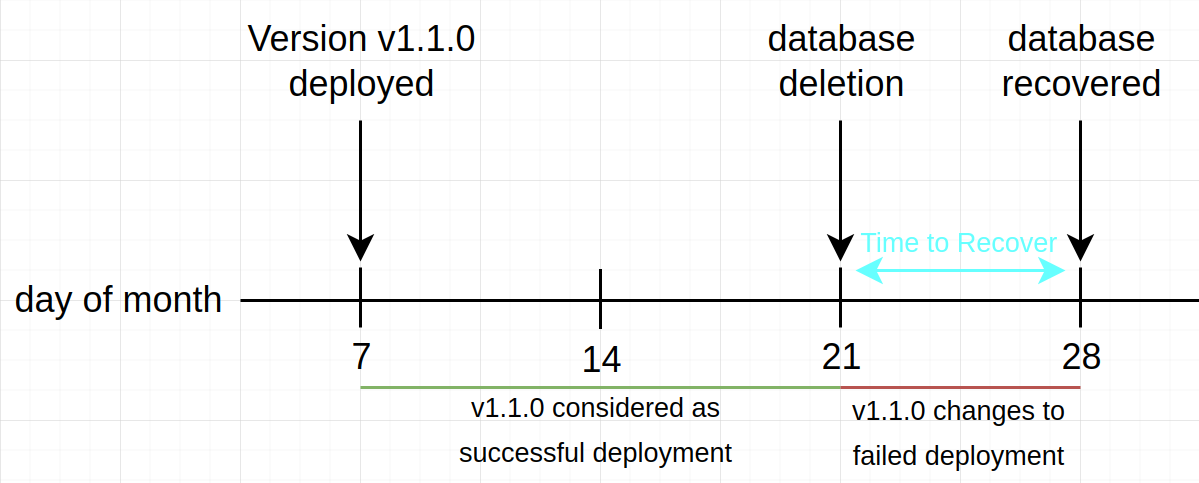 Version v1.1.0
deployed
database
deletion
database
recovered
Time to Recover
day of month
7
14
21
28
v1.1.0 considered as
successful deployment
v1.1.0 changes to
failed deployment